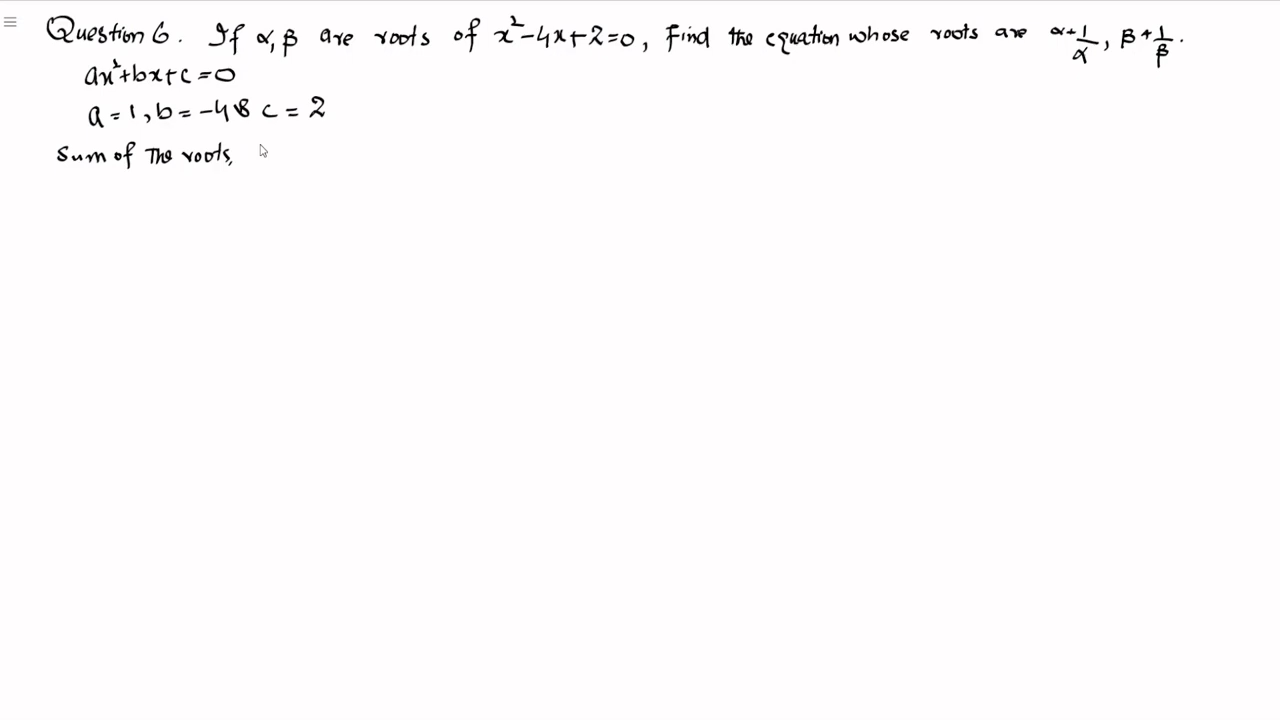 Question 6. If α, β are roots of x²-4x+2=0, Find the equation whose roots are α+1/α, β+1/β.
ax²+bx+c=0
a=1, b=-4 & c=2
Sum of The roots,